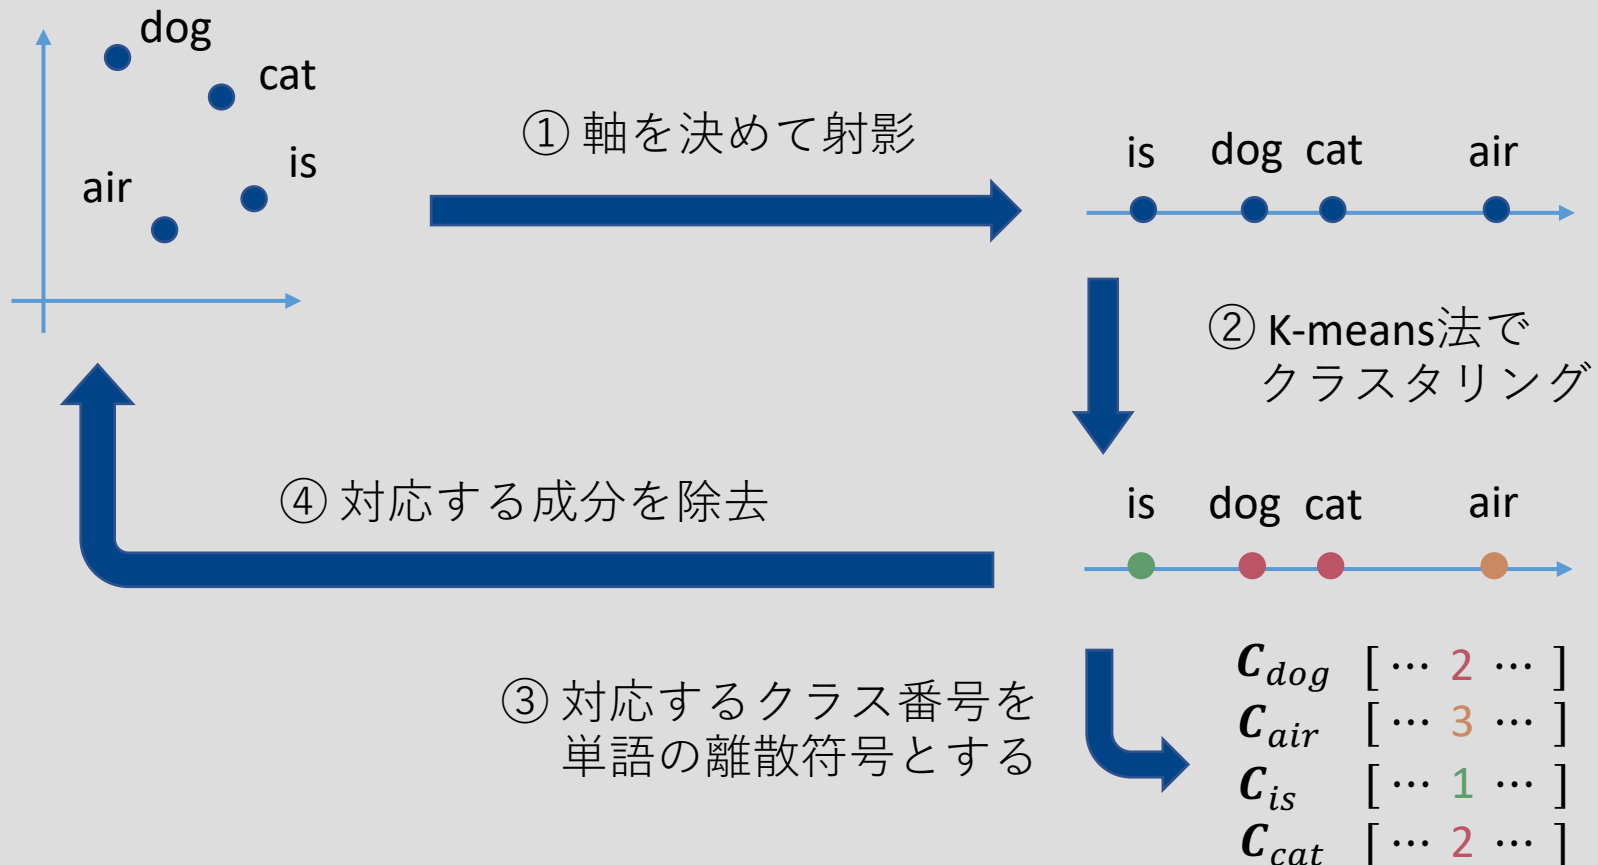 dog
cat
is
air
① 軸を決めて射影
is dog cat air
② K-means法で
クラスタリング
is dog cat air
④ 対応する成分を除去
③ 対応するクラス番号を
単語の離散符号とする
C_dog [ ⋯ 2 ⋯ ]
C_air [ ⋯ 3 ⋯ ]
C_is [ ⋯ 1 ⋯ ]
C_cat [ ⋯ 2 ⋯ ]